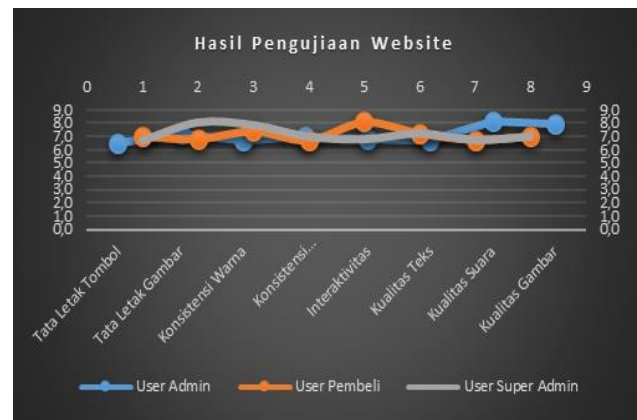 Hasil Pengujiaan Website
0 1 2 3 4 5 6 7 8 9
9,0 9,0
8,0 8,0
7,0 7,0
6,0 6,0
5,0 5,0
4,0 4,0
3,0 3,0
2,0 2,0
1,0 1,0
0,0 0,0
Tata Letak Tombol
Tata Letak Gambar
Konsistensi Warna
Konsistensi...
Interaktivitas
Kualitas Teks
Kualitas Suara
Kualitas Gambar
User Admin User Pembeli User Super Admin